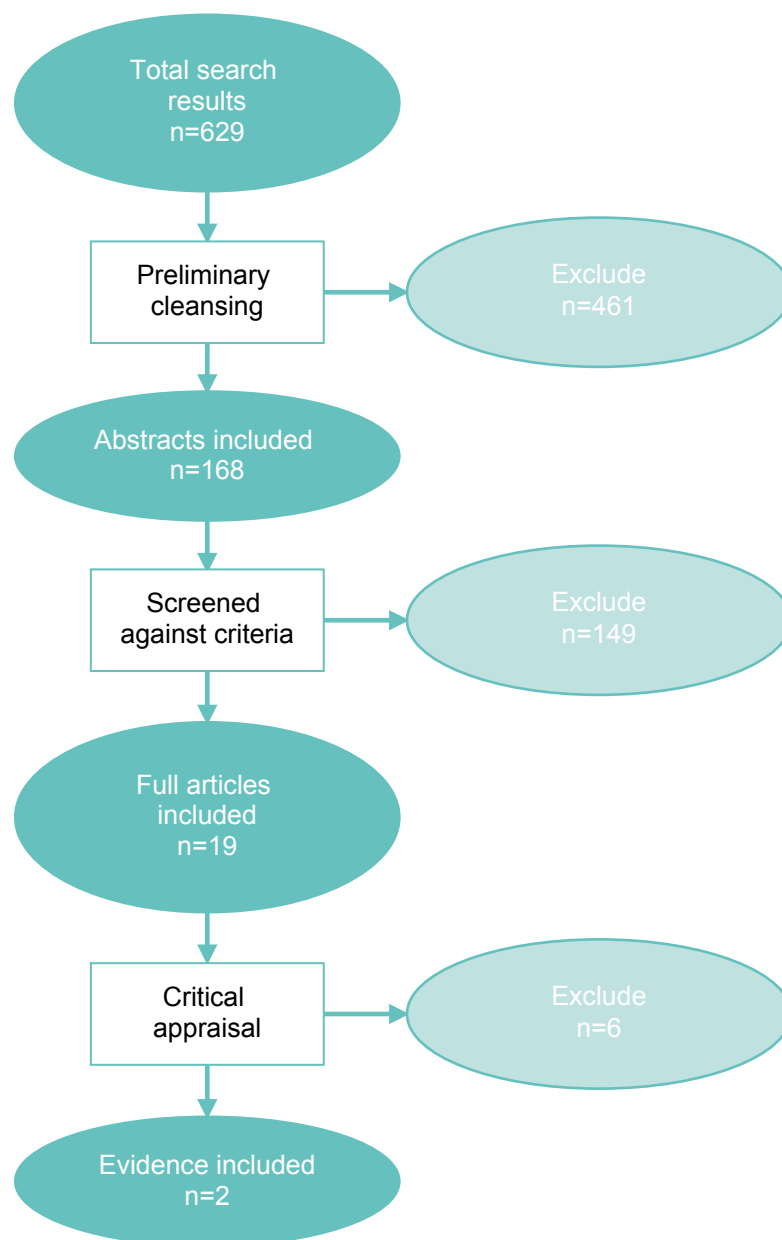 Total search
results
n=629
Preliminary
cleansing
Exclude
n=461
Abstracts included
n=168
Screened
against criteria
Exclude
n=149
Full articles
included
n=19
Critical
appraisal
Exclude
n=6
Evidence included
n=2